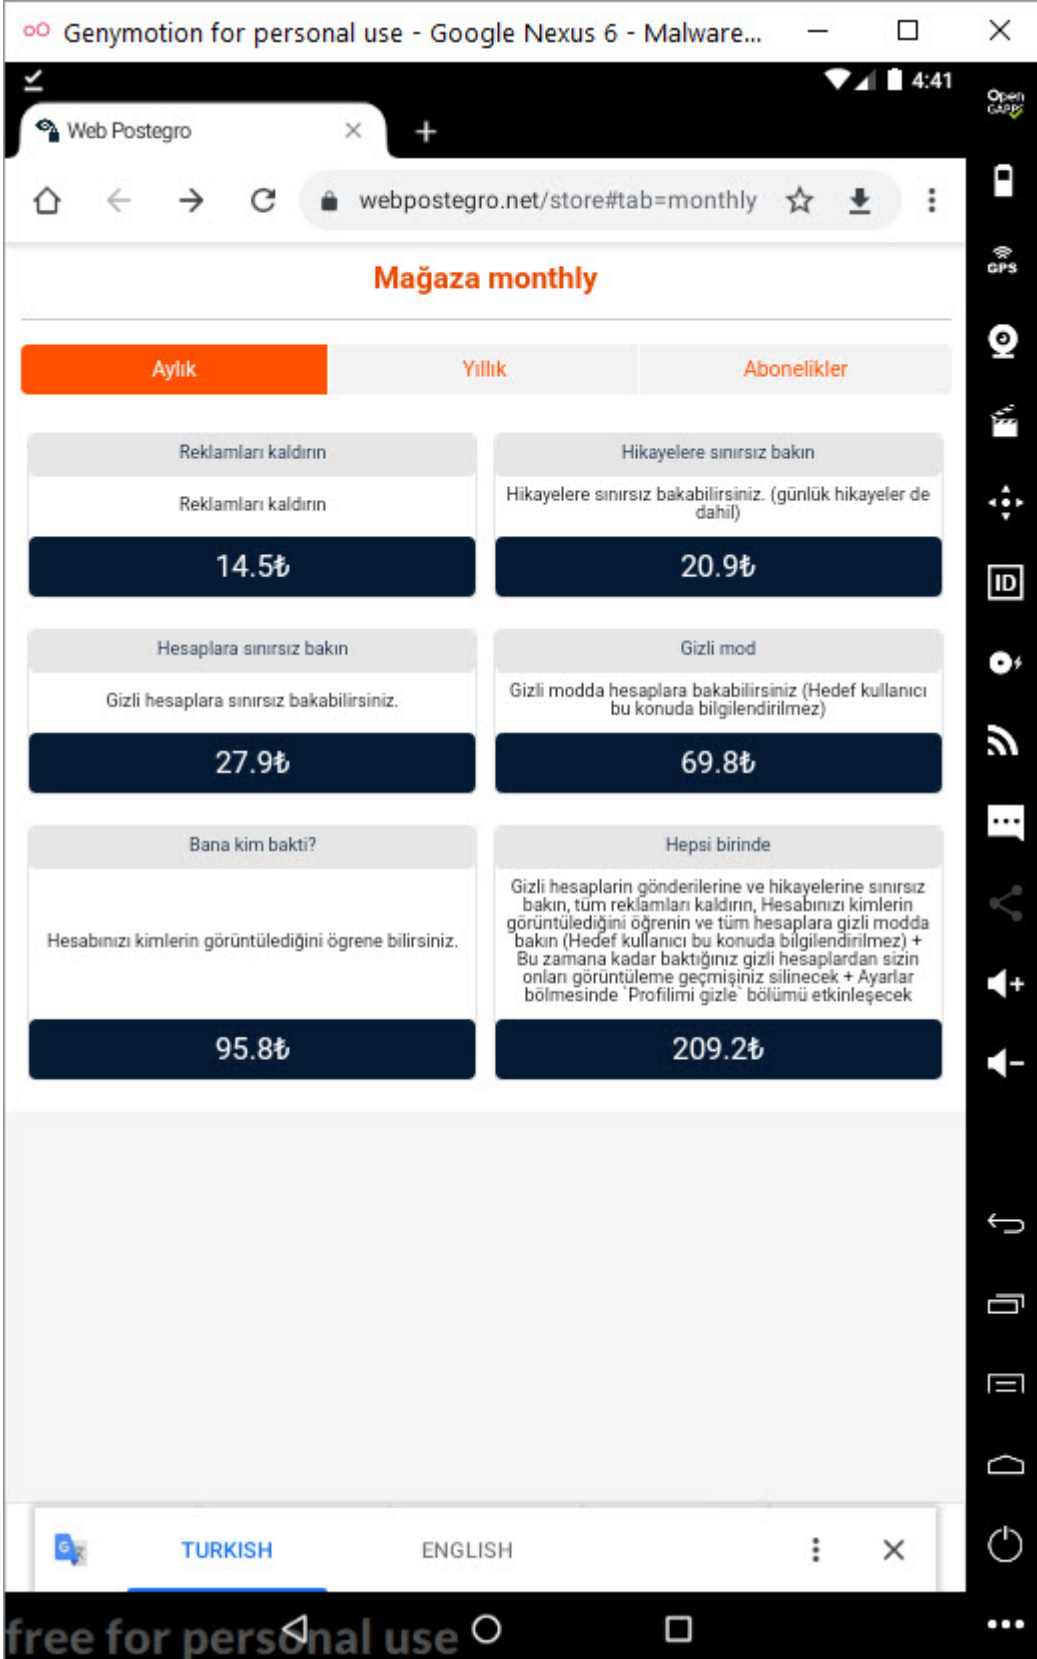 Genymotion for personal use - Google Nexus 6 - Malware...
4:41
Open
GAPPS
Web Postegro
webpostegro.net/store#tab=monthly
GPS
Mağaza monthly
Aylık
Yıllık
Abonelikler
Reklamları kaldırın
Reklamları kaldırın
14.5₺
Hikayelere sınırsız bakın
Hikayelere sınırsız bakabilirsiniz. (günlük hikayeler de
dahil)
20.9₺
Hesaplara sınırsız bakın
Gizli hesaplara sınırsız bakabilirsiniz.
27.9₺
Gizli mod
Gizli modda hesaplara bakabilirsiniz (Hedef kullanıcı
bu konuda bilgilendirilmez)
69.8₺
Bana kim bakti?
Hesabınızı kimlerin görüntülediğini ögrene bilirsiniz.
95.8₺
Hepsi birinde
Gizli hesaplarin gönderilerine ve hikayelerine sınırsız
bakın, tüm reklamları kaldırın, Hesabınızı kimlerin
görüntülediğini öğrenin ve tüm hesaplara gizli modda
bakın (Hedef kullanıcı bu konuda bilgilendirilmez) +
Bu zamana kadar baktığınız gizli hesaplardan sizin
onları görüntüleme geçmişiniz silinecek + Ayarlar
bölmesinde `Profilimi gizle` bölümü etkinleşecek
209.2₺
ID
G
TURKISH
ENGLISH
free for personal use